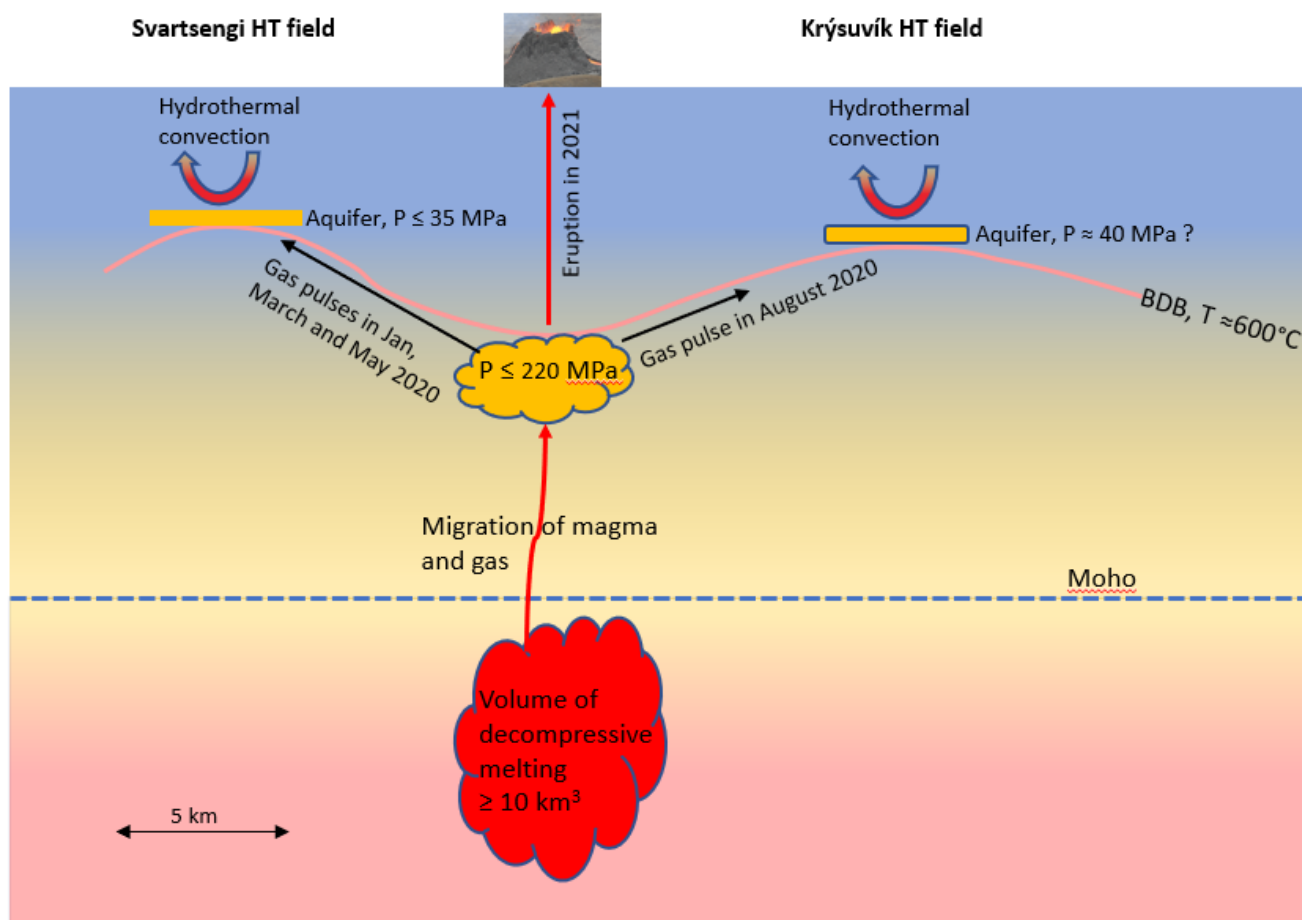 Svartsengi HT field
Krýsuvík HT field
Hydrothermal
convection
Eruption in 2021
Hydrothermal
convection
Aquifer, P ≤ 35 MPa
Aquifer, P ≈ 40 MPa ?
Gas pulses in Jan,
March and May 2020
Gas pulse in August 2020
BDB, T ≈600°C
P ≤ 220 MPa
Migration of magma
and gas
Moho
Volume of
decompressive
melting
≥ 10 km³
5 km